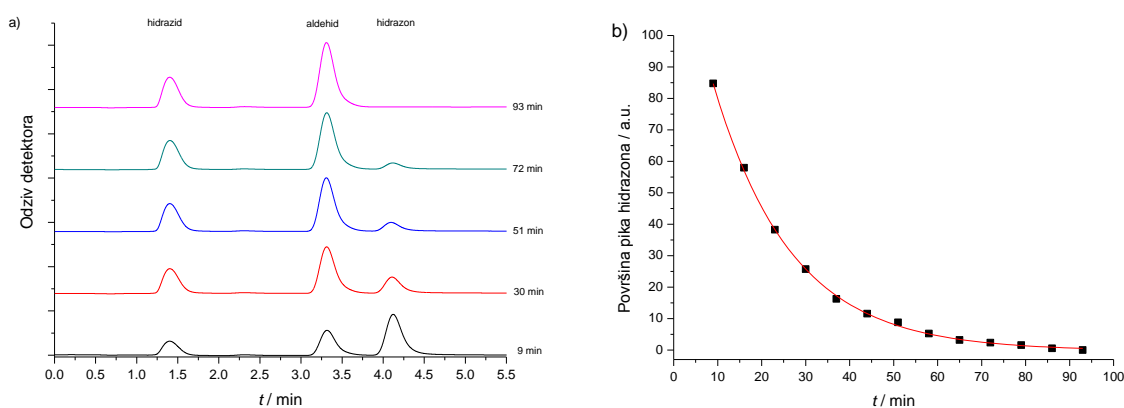 a)
hidrazid aldehid hidrazon
Odziv detektora
93 min
72 min
51 min
30 min
9 min
0.0 0.5 1.0 1.5 2.0 2.5 3.0 3.5 4.0 4.5 5.0 5.5
t / min
b)
Površina pika hidrazona / a.u.
100
90
80
70
60
50
40
30
20
10
0
0 10 20 30 40 50 60 70 80 90 100
t / min